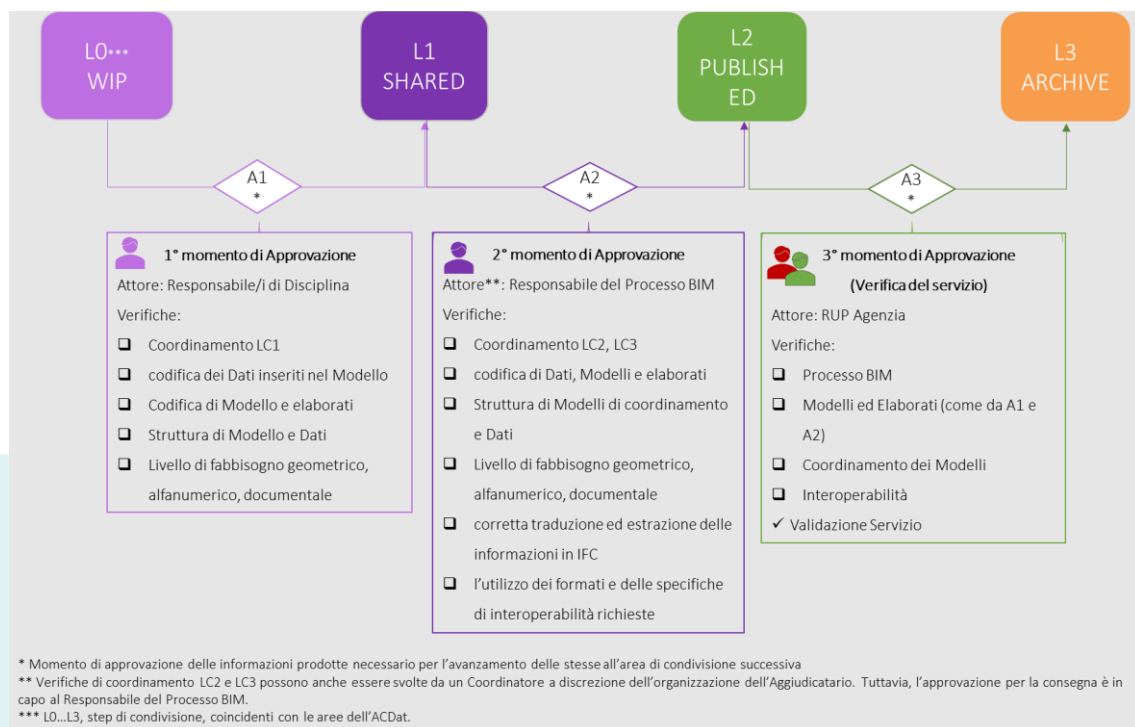 L0***
WIP
L1
SHARED
L2
PUBLISH
ED
L3
ARCHIVE
A1
*
A2
*
A3
*
1° momento di Approvazione
Attore: Responsabile/i di Disciplina
Verifiche:
Coordinamento LC1
codifica dei Dati inseriti nel Modello
Codifica di Modello e elaborati
Struttura di Modello e Dati
Livello di fabbisogno geometrico,
alfanumerico, documentale
2° momento di Approvazione
Attore**: Responsabile del Processo BIM
Verifiche:
Coordinamento LC2, LC3
codifica di Dati, Modelli e elaborati
Struttura di Modelli di coordinamento
e Dati
Livello di fabbisogno geometrico,
alfanumerico, documentale
corretta traduzione ed estrazione delle
informazioni in IFC
l'utilizzo dei formati e delle specifiche
di interoperabilità richieste
3° momento di Approvazione
(Verifica del servizio)
Attore: RUP Agenzia
Verifiche:
Processo BIM
Modelli ed Elaborati (come da A1 e
A2)
Coordinamento dei Modelli
Interoperabilità
✓ Validazione Servizio
* Momento di approvazione delle informazioni prodotte necessario per l'avanzamento delle stesse all'area di condivisione successiva
** Verifiche di coordinamento LC2 e LC3 possono anche essere svolte da un Coordinatore a discrezione dell'organizzazione dell'Aggiudicatario. Tuttavia, l'approvazione per la consegna è in
capo al Responsabile del Processo BIM.
*** L0...L3, step di condivisione, coincidenti con le aree dell'ACDat.